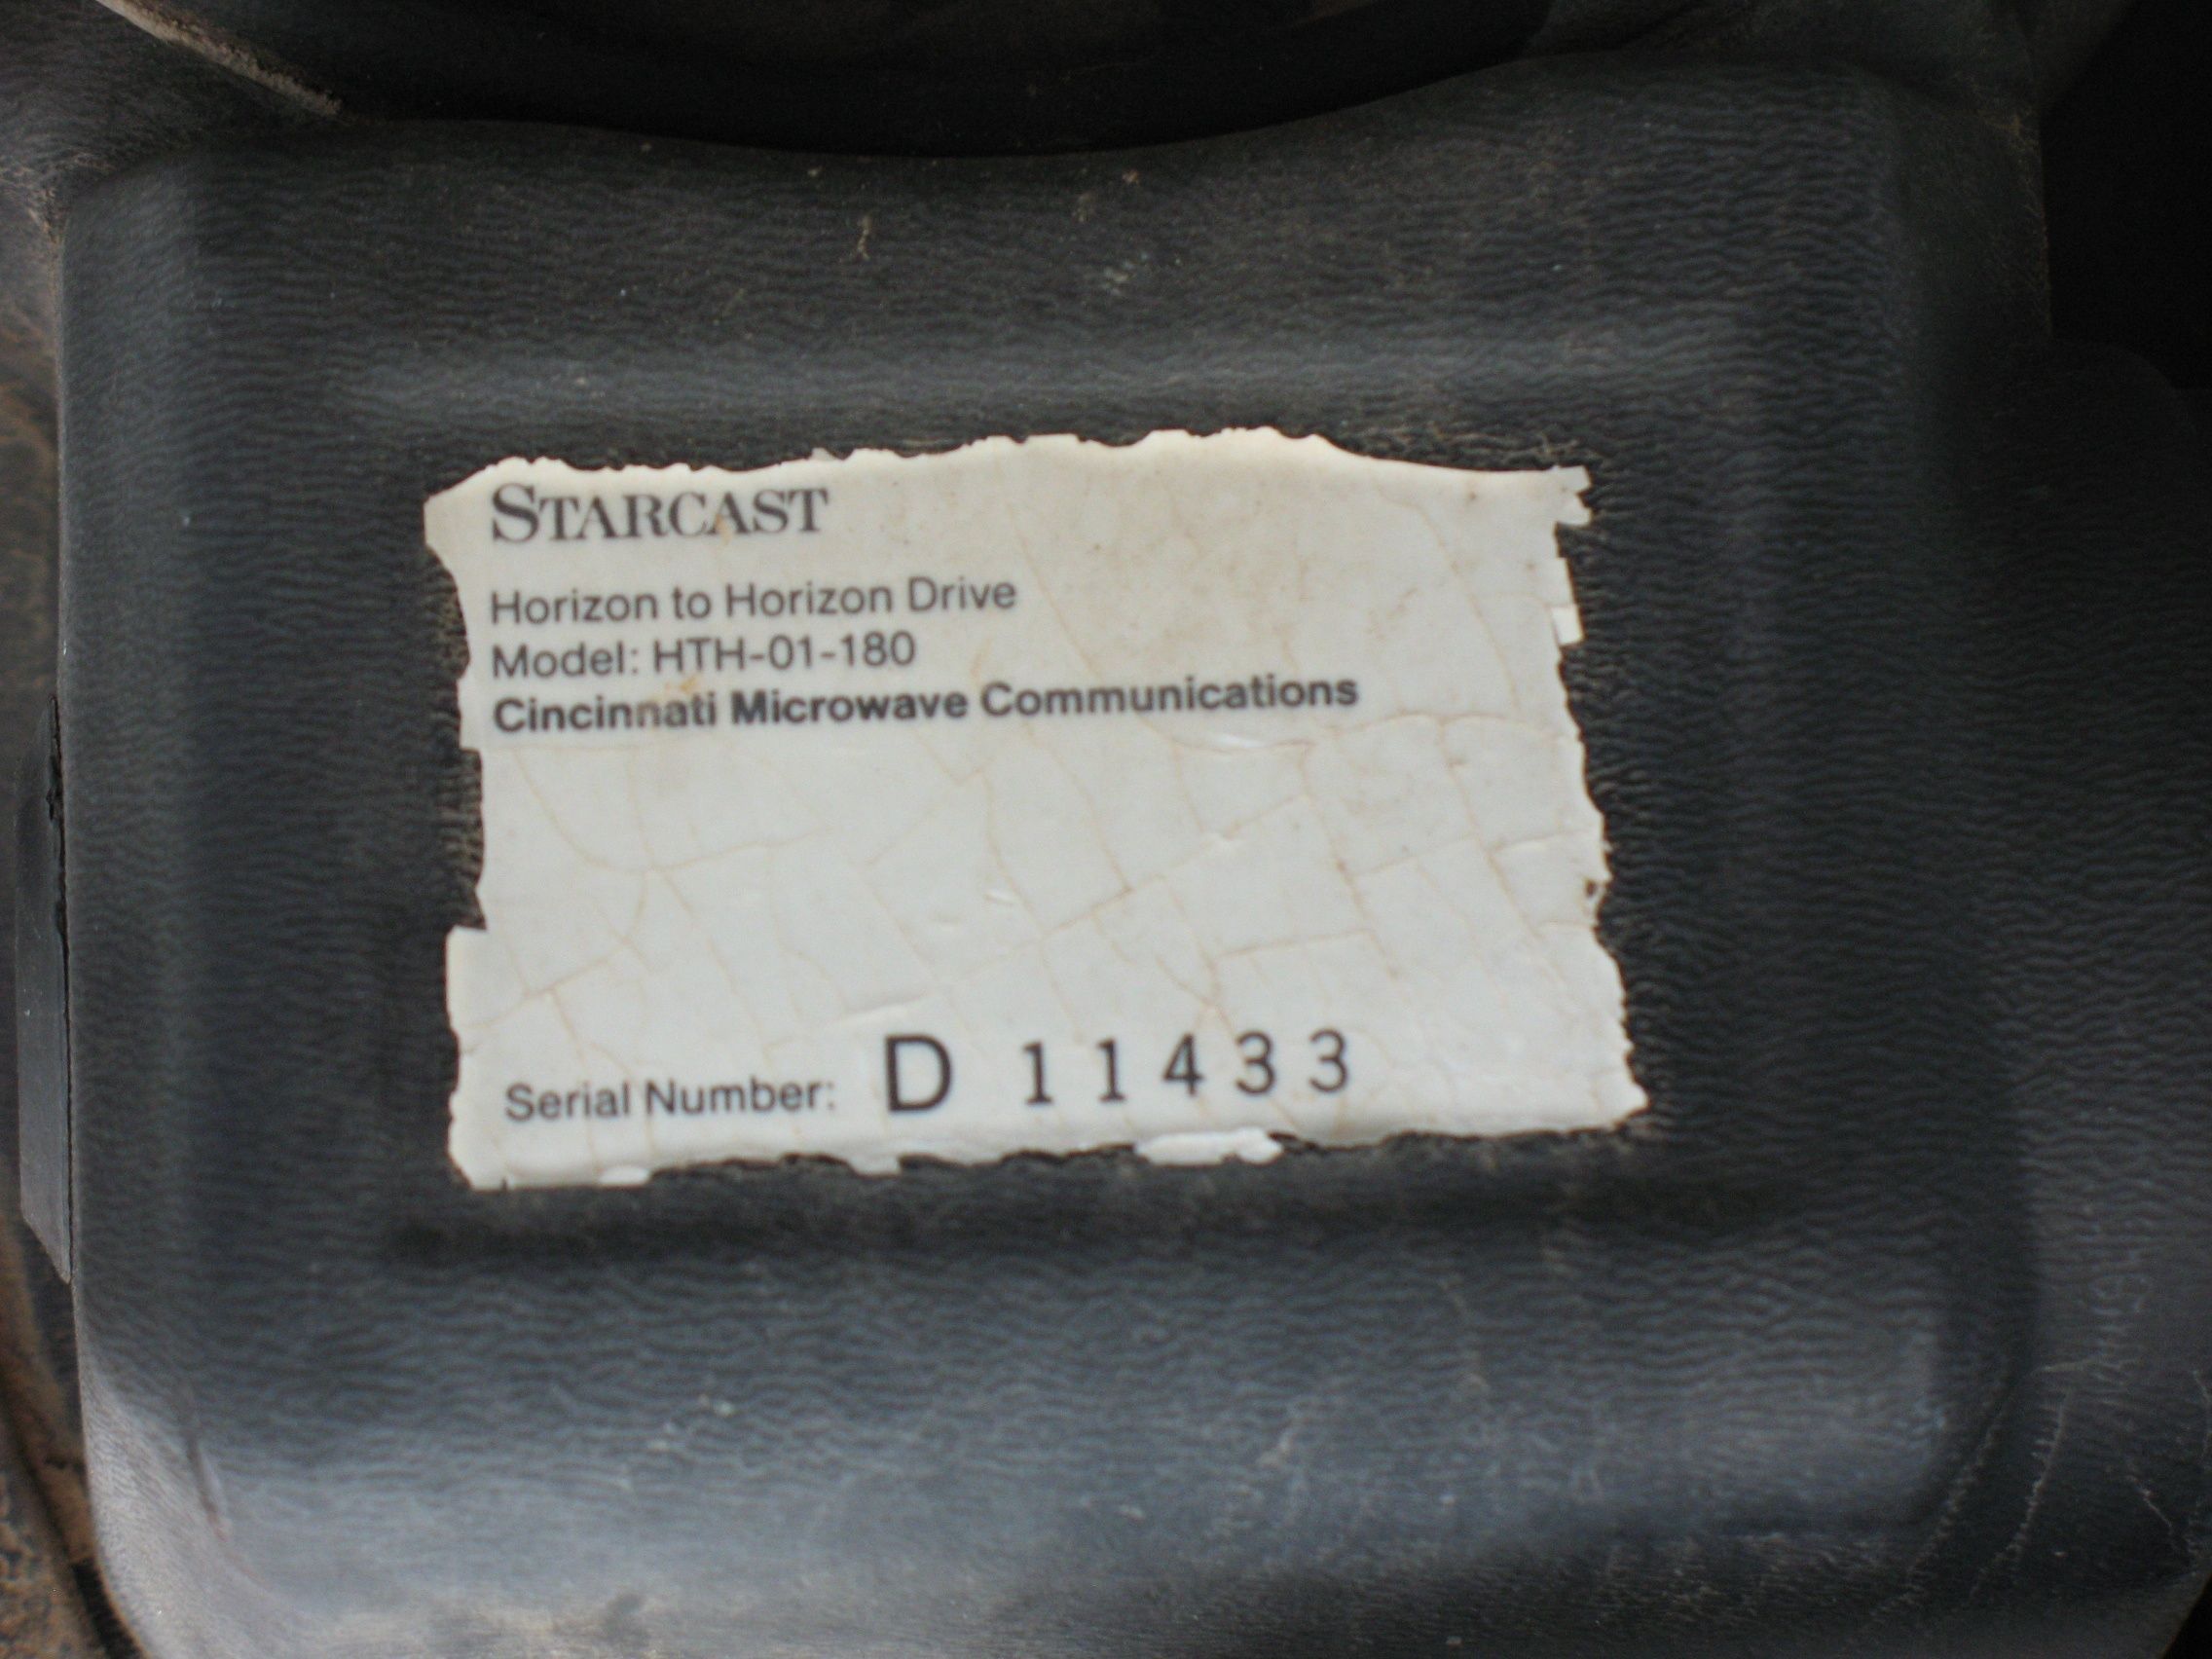 STARCAST
Horizon to Horizon Drive
Model: HTH-01-180
Cincinnati Microwave Communications
Serial Number: D 11433